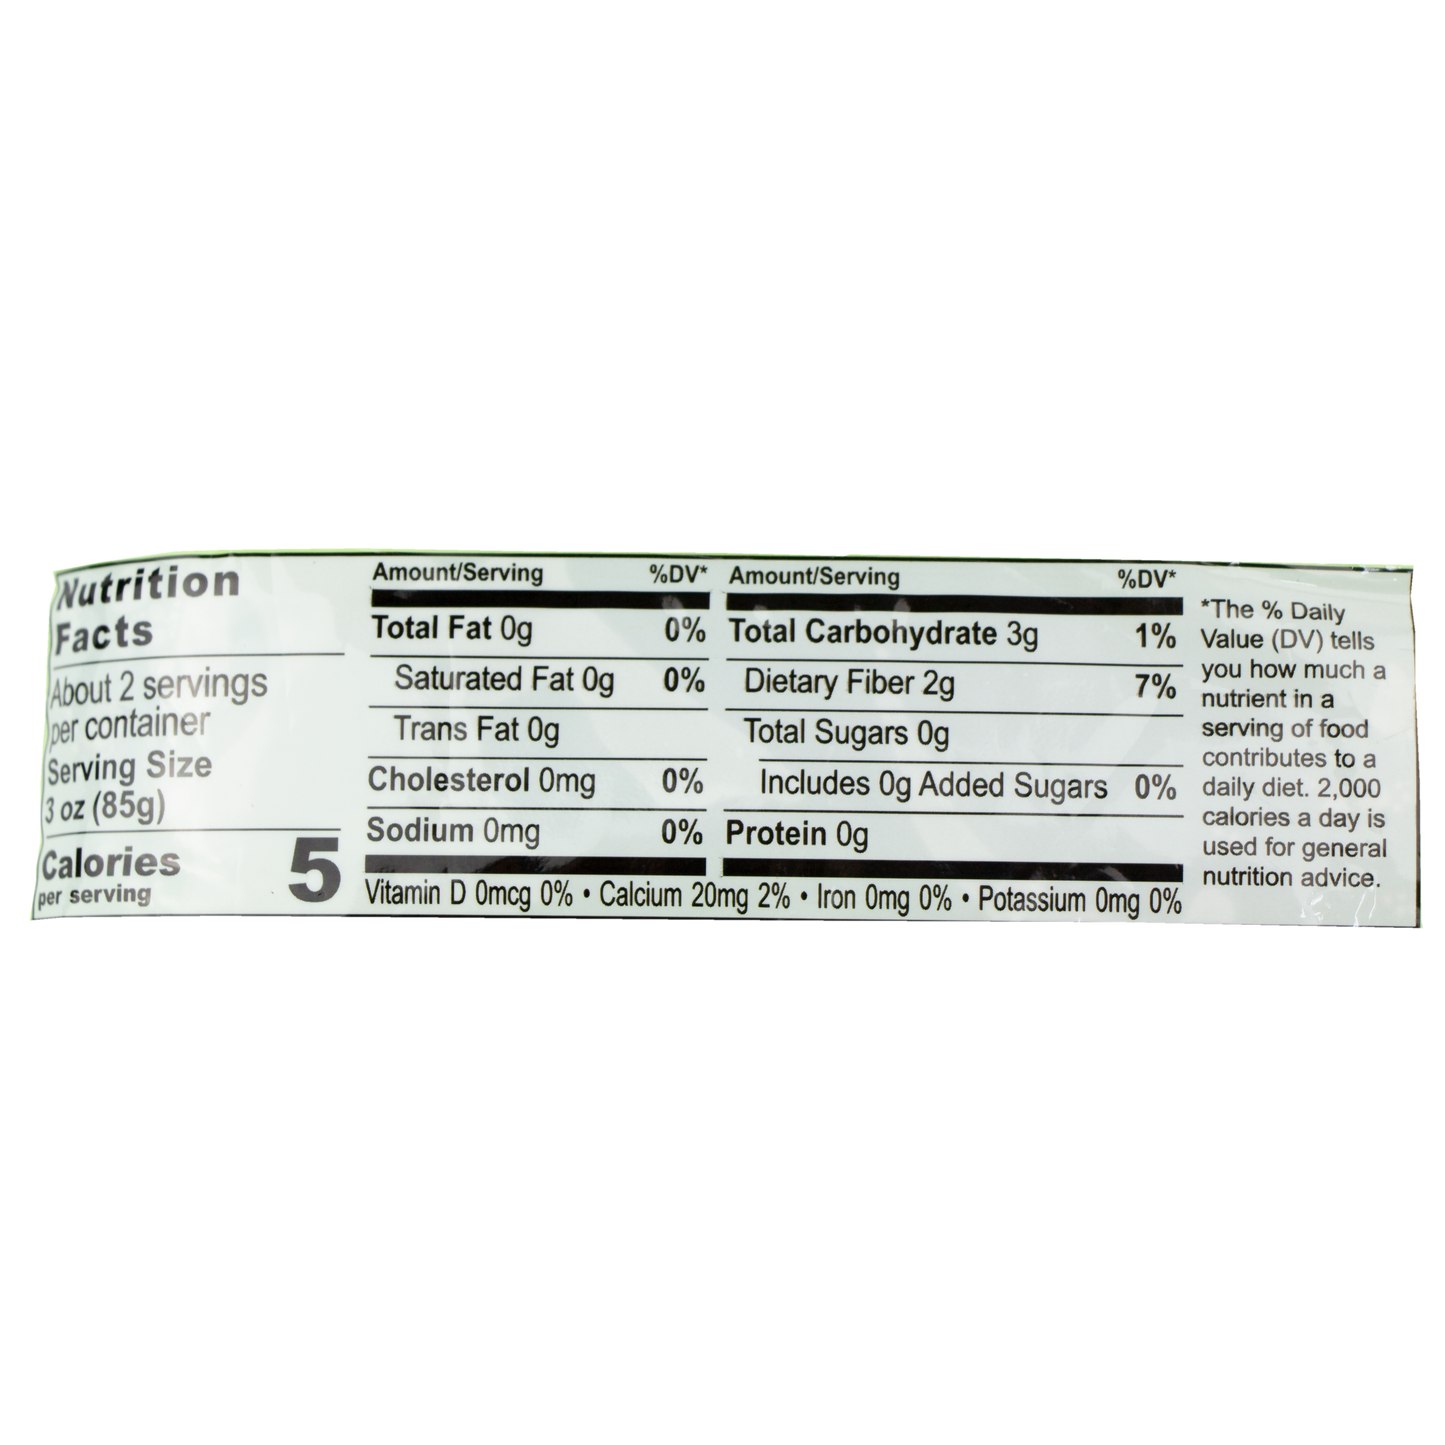 Nutrition
Facts
About 2 servings
per container
Serving Size
3 oz (85g)
Calories 5
per serving
Amount/Serving %DV*
Total Fat 0g 0%
Saturated Fat 0g 0%
Trans Fat 0g
Cholesterol 0mg 0%
Sodium 0mg 0%
Amount/Serving %DV*
Total Carbohydrate 3g 1%
Dietary Fiber 2g 7%
Total Sugars 0g
Includes 0g Added Sugars 0%
Protein 0g
Vitamin D 0mcg 0% • Calcium 20mg 2% • Iron 0mg 0% • Potassium 0mg 0%
*The % Daily
Value (DV) tells
you how much a
nutrient in a
serving of food
contributes to a
daily diet. 2,000
calories a day is
used for general
nutrition advice.